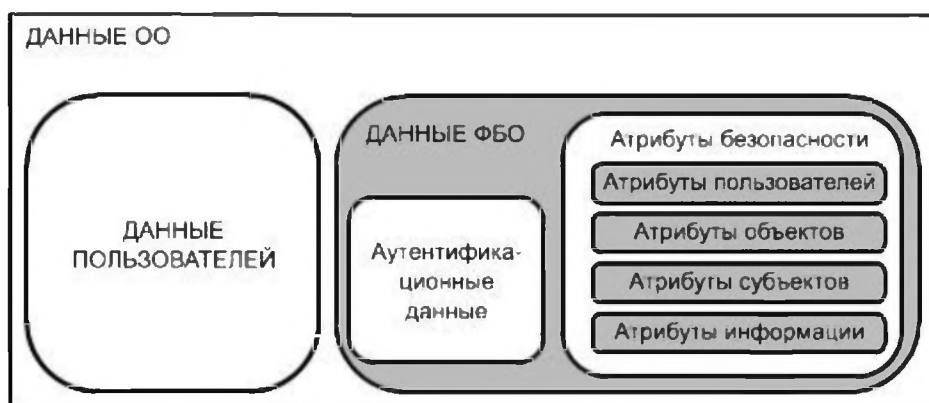 ДАННЫЕ ОО
ДАННЫЕ
ПОЛЬЗОВАТЕЛЕЙ
ДАННЫЕ ФБО
Аутентифика-
ционные
данные
Атрибуты безопасности
Атрибуты пользователей
Атрибуты объектов
Атрибуты субъектов
Атрибуты информации